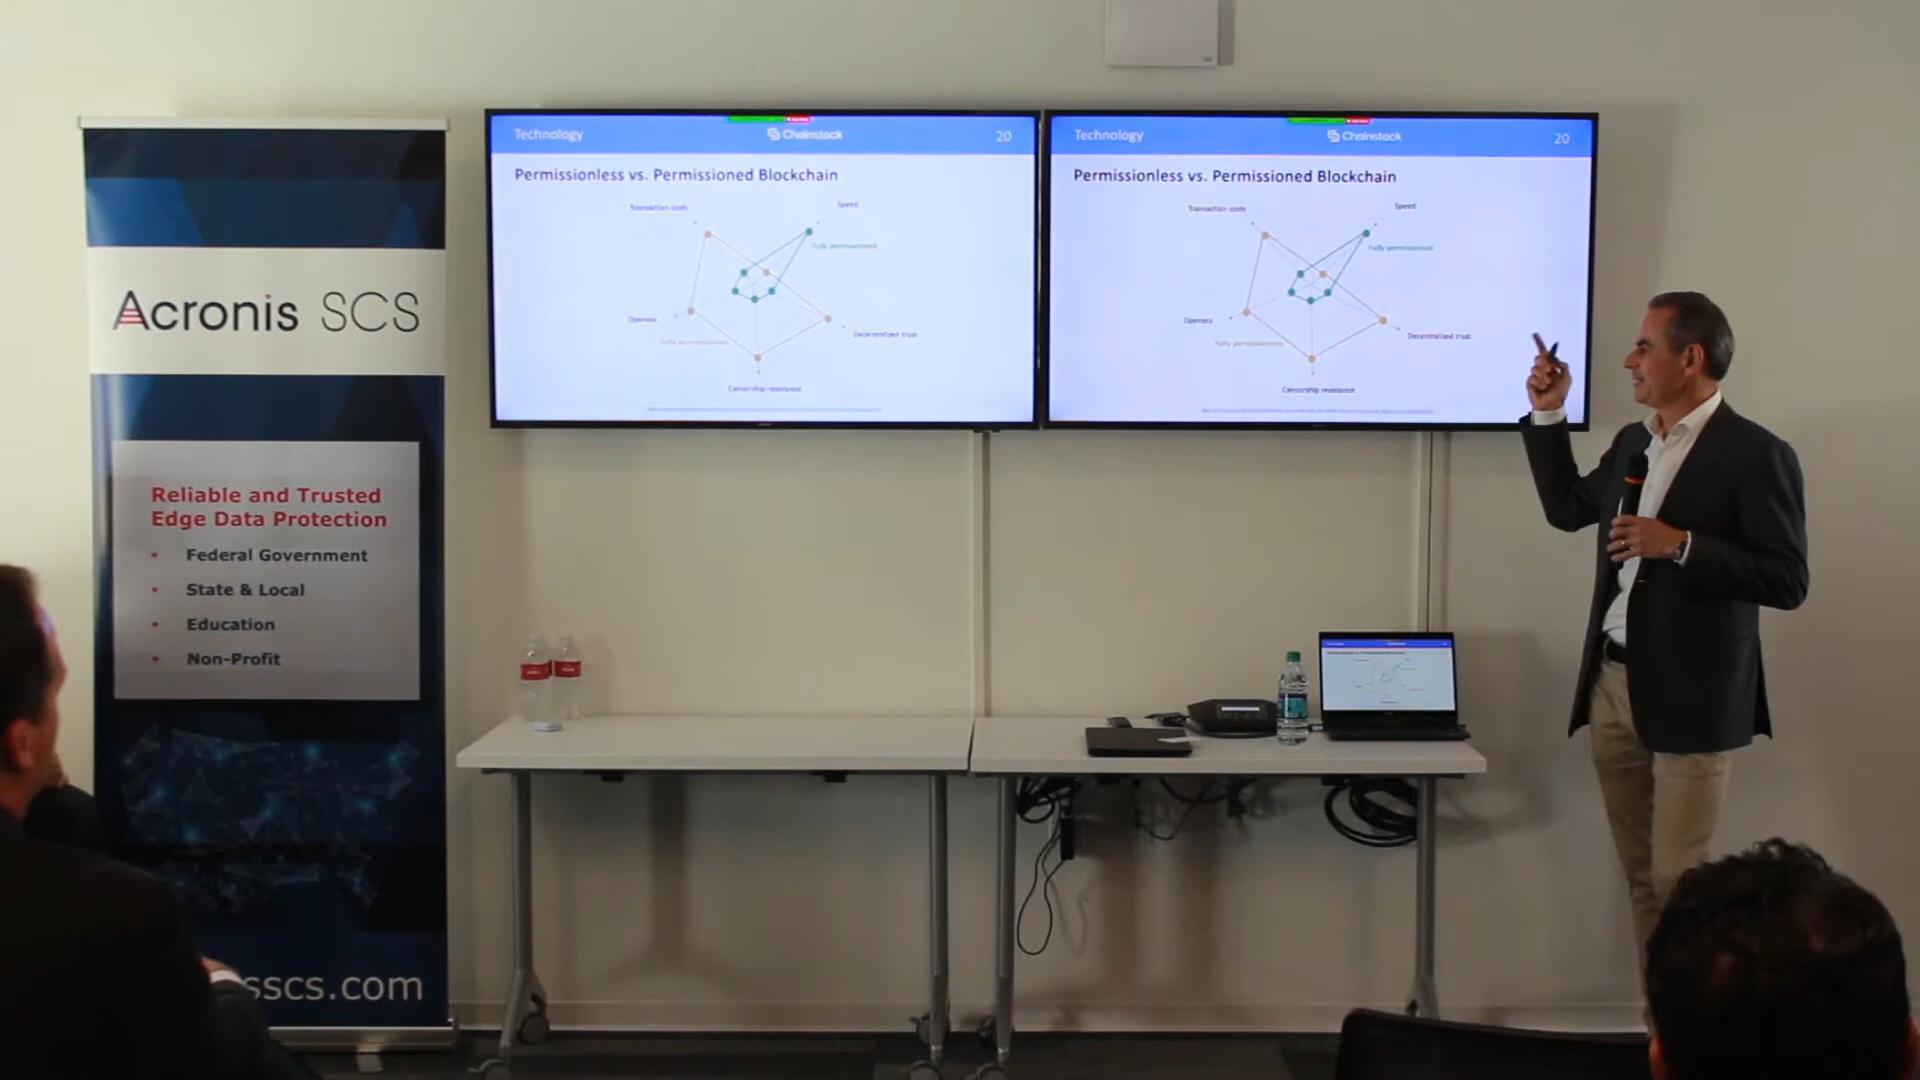 Acronis SCS
Reliable and Trusted
Edge Data Protection
Federal Government
State & Local
Education
Non-Profit
sscs.com
Technology
Chainstack
20
Permissionless vs. Permissioned Blockchain
Transaction costs
Speed
Fully permissioned
Openess
Decentralized trust
Fully permissionless
Censorship resistance
Technology
Chainstack
20
Permissionless vs. Permissioned Blockchain
Transaction costs
Speed
Fully permissioned
Openess
Decentralized trust
Fully permissionless
Censorship resistance